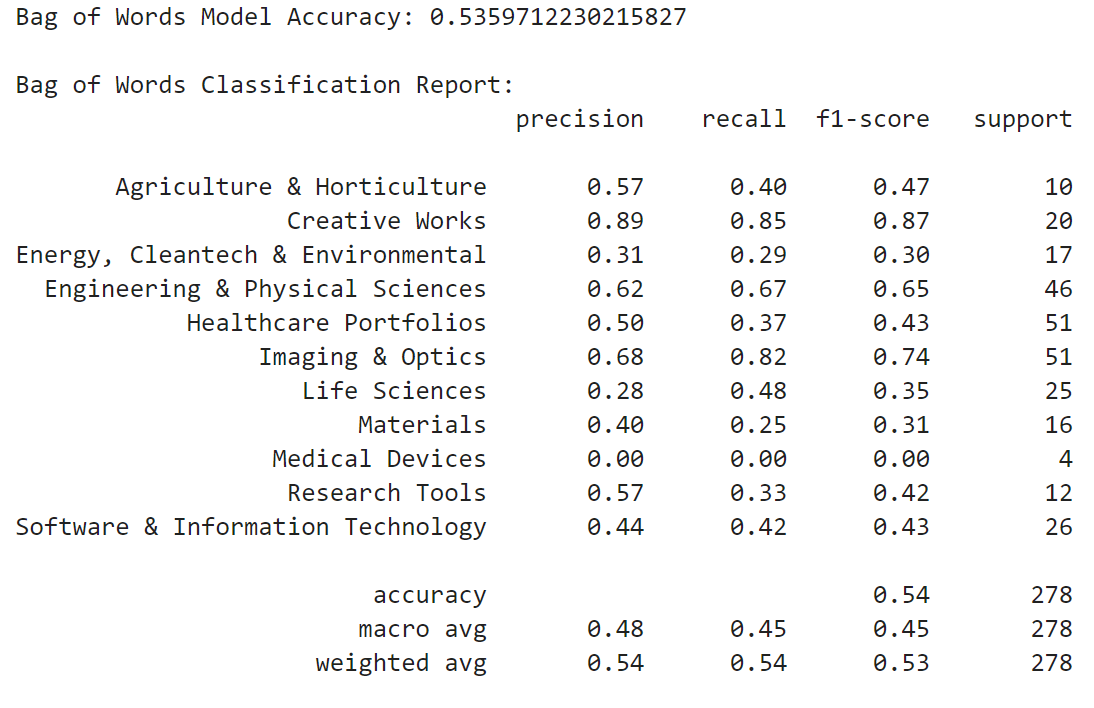 Bag of Words Model Accuracy: 0.5359712230215827
Bag of Words Classification Report:
precision recall f1-score support
Agriculture & Horticulture 0.57 0.40 0.47 10
Creative Works 0.89 0.85 0.87 20
Energy, Cleantech & Environmental 0.31 0.29 0.30 17
Engineering & Physical Sciences 0.62 0.67 0.65 46
Healthcare Portfolios 0.50 0.37 0.43 51
Imaging & Optics 0.68 0.82 0.74 51
Life Sciences 0.28 0.48 0.35 25
Materials 0.40 0.25 0.31 16
Medical Devices 0.00 0.00 0.00 4
Research Tools 0.57 0.33 0.42 12
Software & Information Technology 0.44 0.42 0.43 26
accuracy 0.54 278
macro avg 0.48 0.45 0.45 278
weighted avg 0.54 0.54 0.53 278